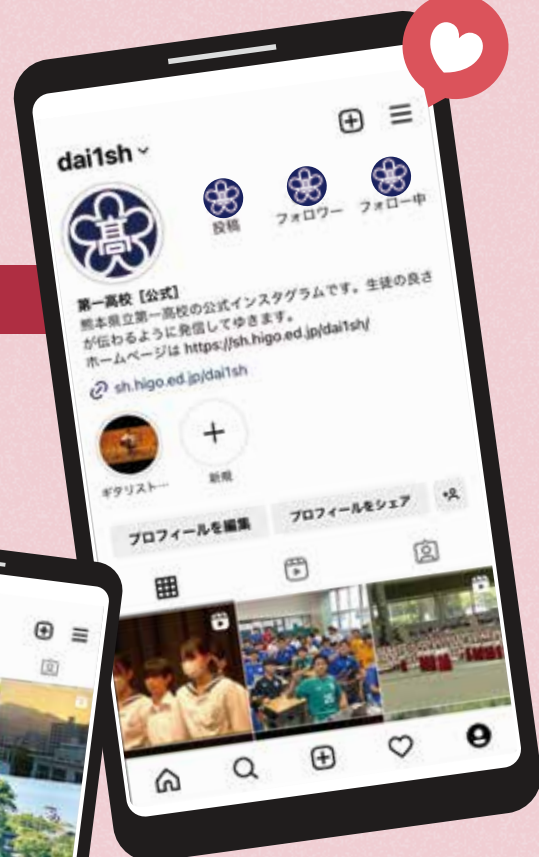 dai1sh
高
投稿
フォロワー
フォロー中
第一高校［公式］
熊本県立第一高校の公式インスタグラムです。生徒の良さ
が伝わるように発信してゆきます。
ホームページは https://sh.higo.ed.jp/dai1sh/
sh.higo.ed.jp/dai1sh
ギタリスト…
新規
プロフィールを編集
プロフィールをシェア